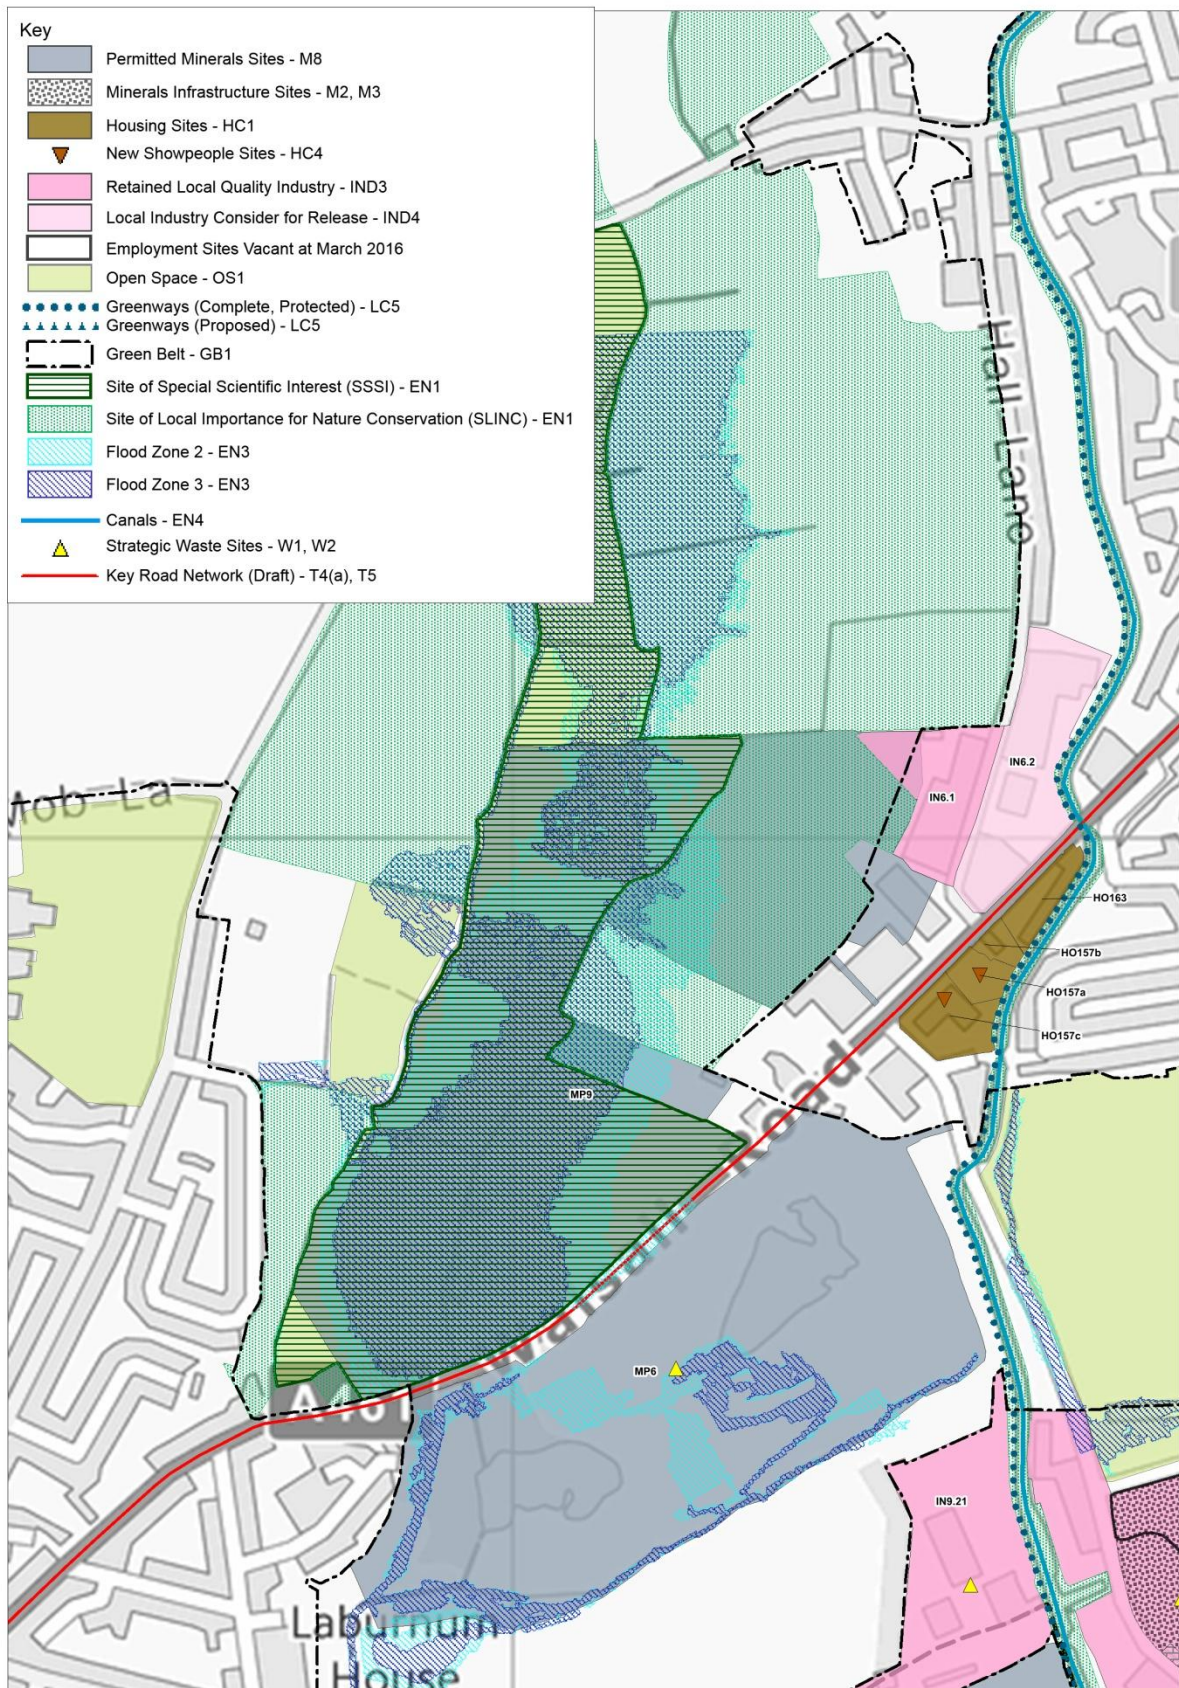 Key
Permitted Minerals Sites - M8
Minerals Infrastructure Sites - M2, M3
Housing Sites - HC1
New Showpeople Sites - HC4
Retained Local Quality Industry - IND3
Local Industry Consider for Release - IND4
Employment Sites Vacant at March 2016
Open Space - OS1
Greenways (Complete, Protected) - LC5
Greenways (Proposed) - LC5
Green Belt - GB1
Site of Special Scientific Interest (SSSI) - EN1
Site of Local Importance for Nature Conservation (SLINC) - EN1
Flood Zone 2 - EN3
Flood Zone 3 - EN3
Canals - EN4
Strategic Waste Sites - W1, W2
Key Road Network (Draft) - T4(a), T5
Hall Lane
IN6.2
Mob La
IN6.1
HO163
HO157b
HO157a
HO157c
MP9
Walsall Road
MP6
A461
IN9.21
Laburnum
House